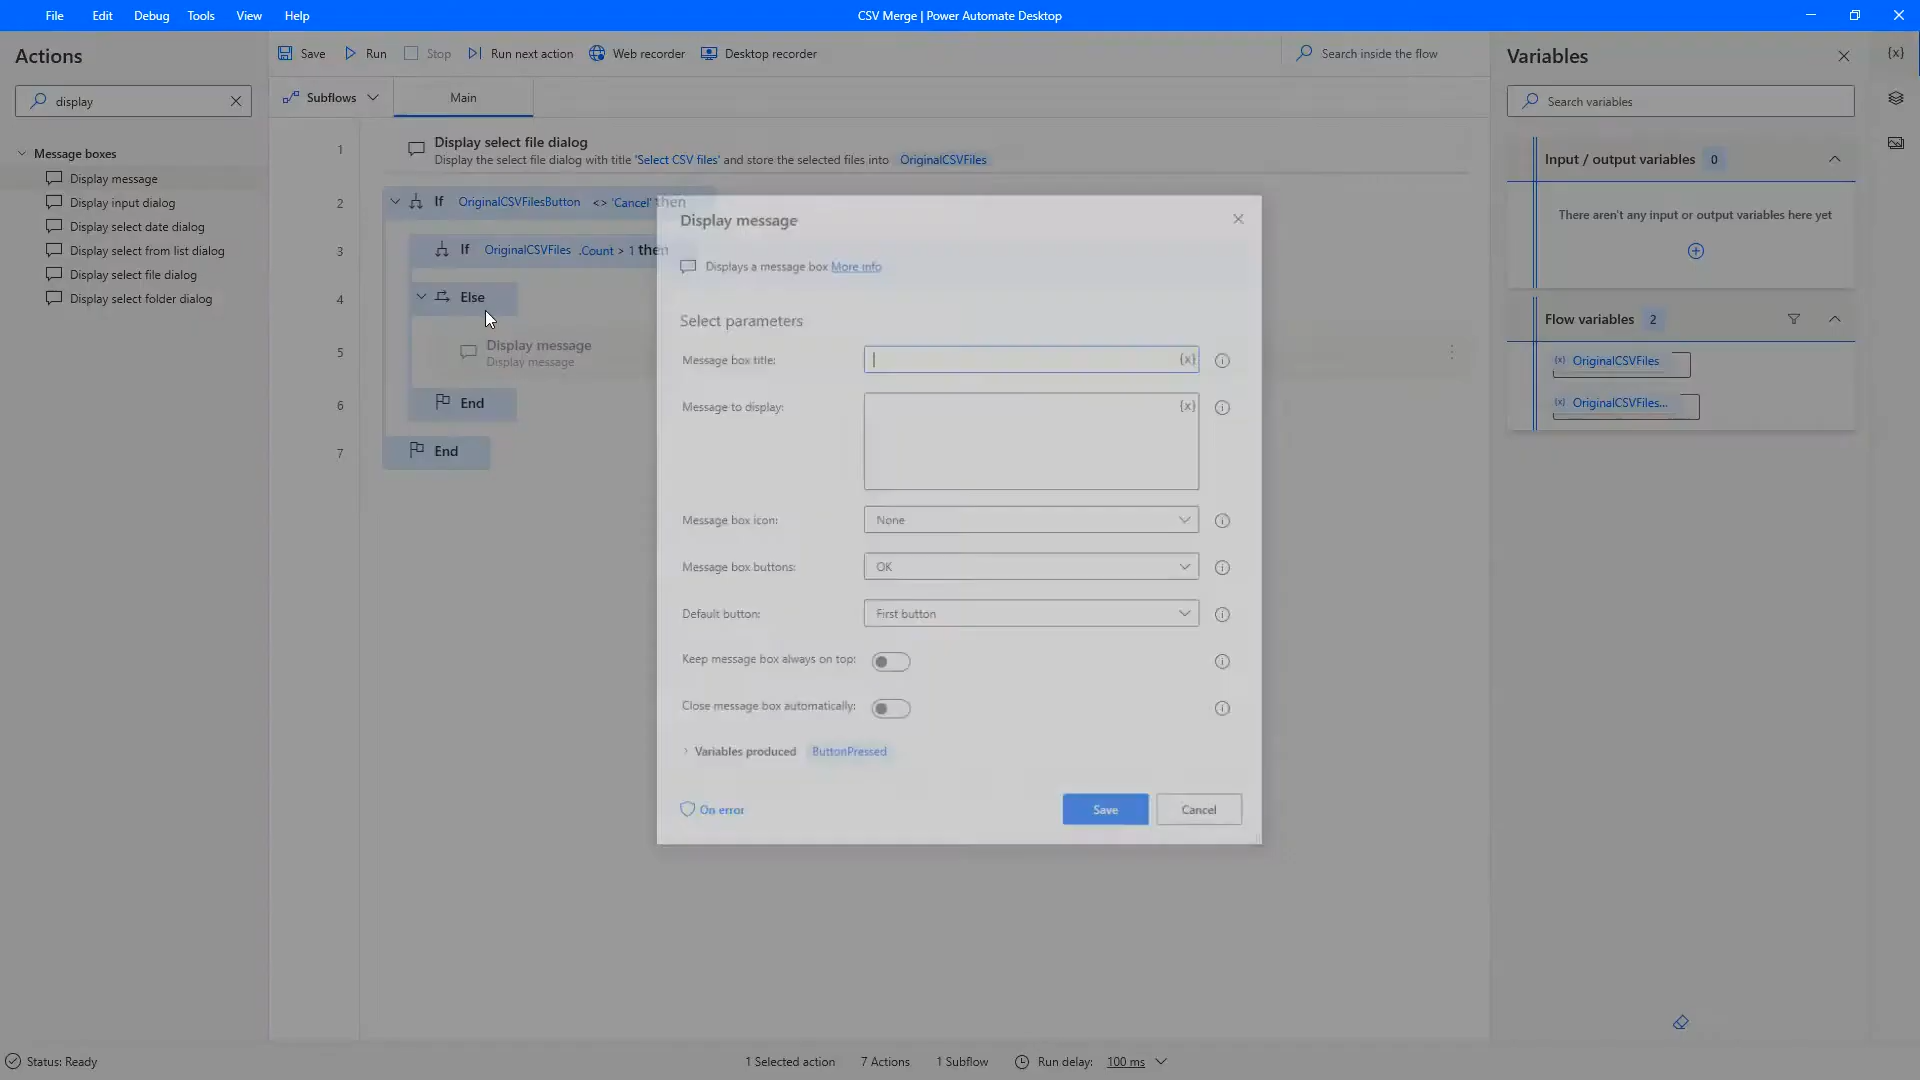 File Edit Debug Tools View Help
CSV Merge | Power Automate Desktop
Actions
display
Message boxes
Display message
Display input dialog
Display select date dialog
Display select from list dialog
Display select file dialog
Display select folder dialog
Save Run Stop Run next action Web recorder Desktop recorder
Search inside the flow
Subflows Main
1 Display select file dialog
Display the select file dialog with title 'Select CSV files' and store the selected files into OriginalCSVFiles
2 If OriginalCSVFilesButton <> 'Cancel' then
3 If OriginalCSVFiles .Count > 1 then
4 Else
5 Display message
Display message
6 End
7 End
Display message
Displays a message box More info
Select parameters
Message box title: {x}
Message to display: {x}
Message box icon: None
Message box buttons: OK
Default button: First button
Keep message box always on top:
Close message box automatically:
Variables produced ButtonPressed
On error
Save Cancel
Variables
Search variables
Input / output variables 0
There aren't any input or output variables here yet
Flow variables 2
(x) OriginalCSVFiles
(x) OriginalCSVFiles...
{x}
Status: Ready
1 Selected action 7 Actions 1 Subflow Run delay: 100 ms